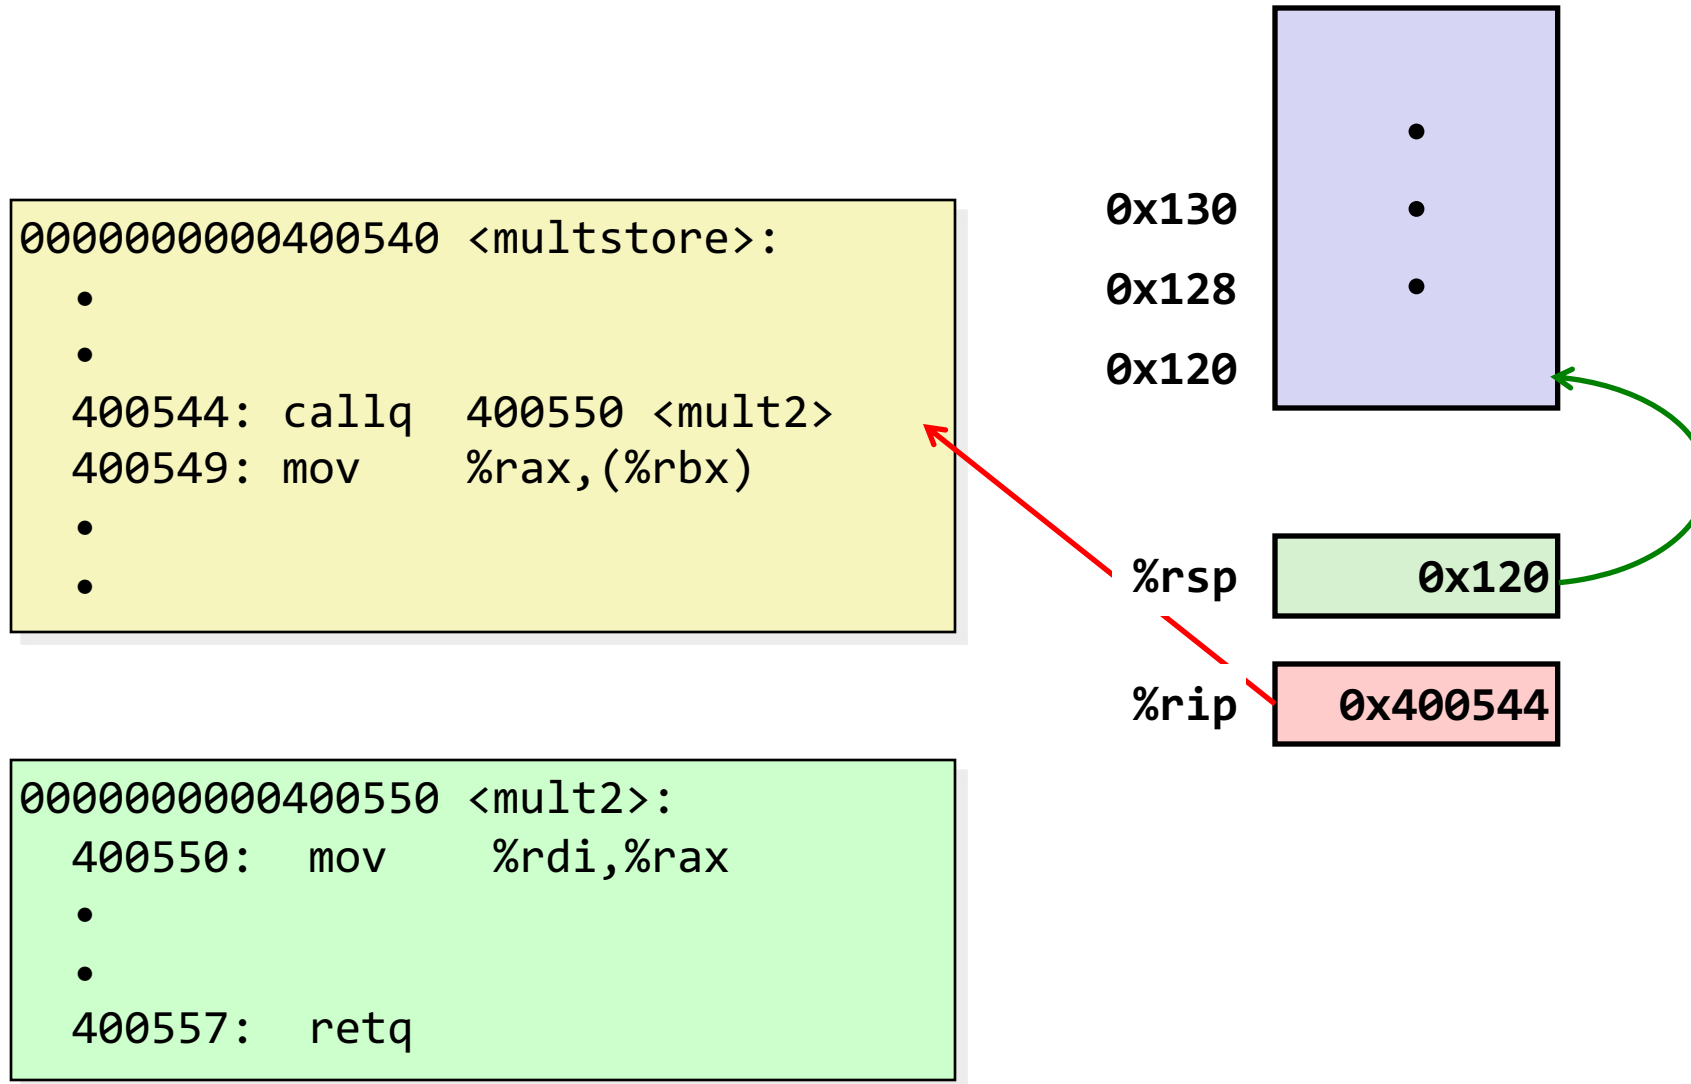 0000000000400540 <multstore>:
•
•
400544: callq 400550 <mult2>
400549: mov %rax,(%rbx)
•
•
0000000000400550 <mult2>:
400550: mov %rdi,%rax
•
•
400557: retq
•
0x130 •
0x128 •
0x120
%rsp 0x120
%rip 0x400544